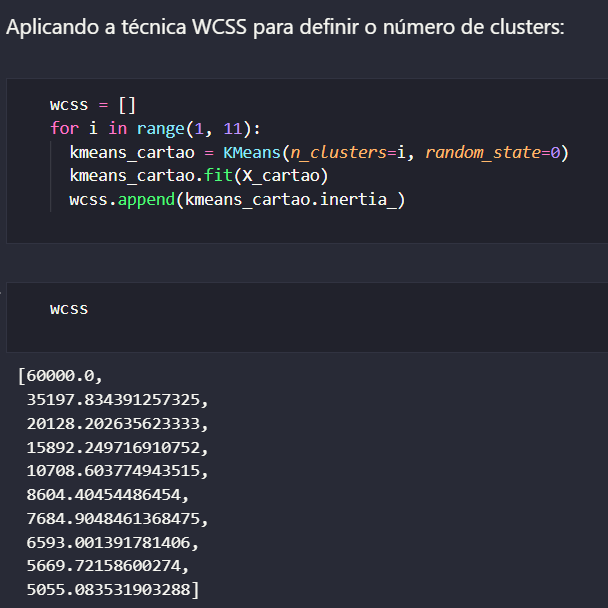 Aplicando a técnica WCSS para definir o número de clusters:
wcss = []
for i in range(1, 11):
  kmeans_cartao = KMeans(n_clusters=i, random_state=0)
  kmeans_cartao.fit(X_cartao)
  wcss.append(kmeans_cartao.inertia_)
wcss
[60000.0,
 35197.834391257325,
 20128.202635623333,
 15892.249716910752,
 10708.603774943515,
 8604.40454486454,
 7684.9048461368475,
 6593.001391781406,
 5669.72158600274,
 5055.083531903288]